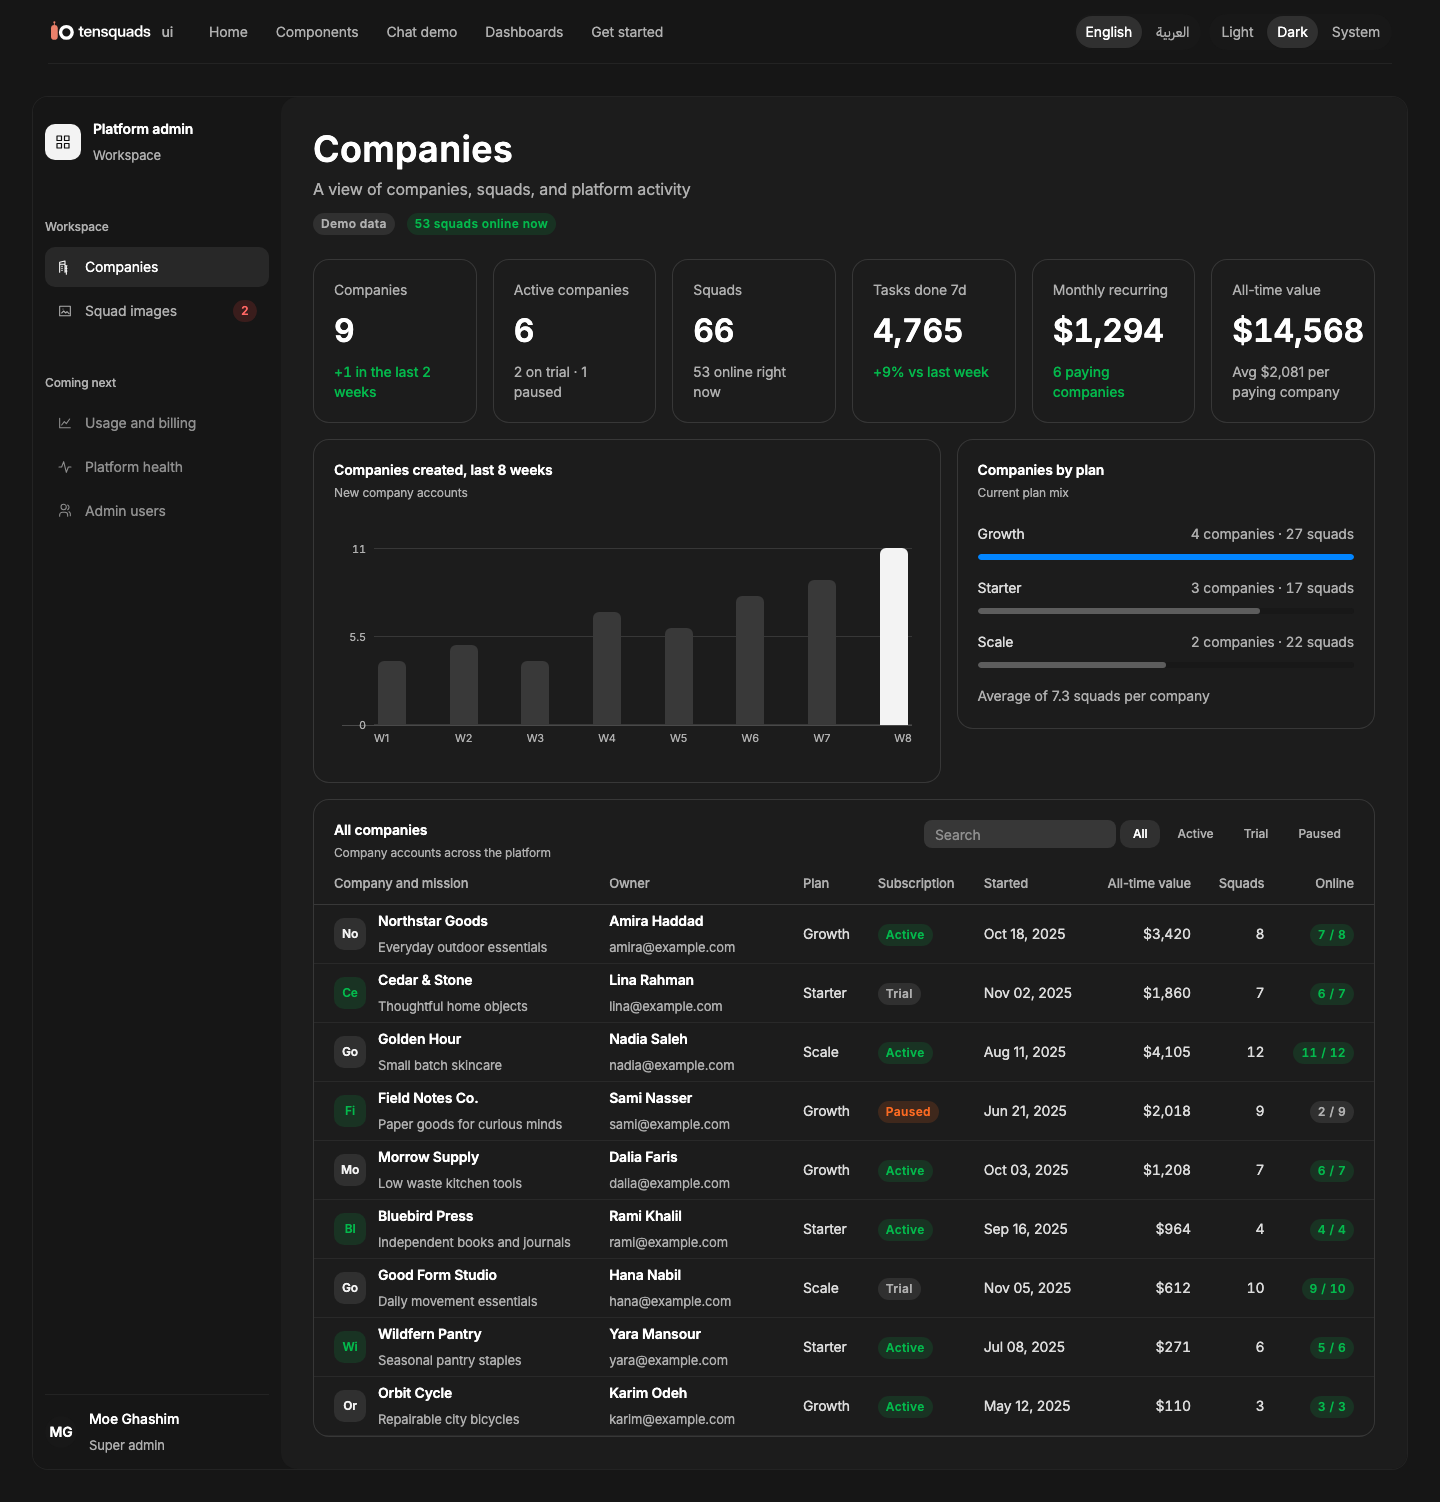 tensquads ui
Home
Components
Chat demo
Dashboards
Get started
English
العربية
Light
Dark
System
Platform admin
Workspace
Workspace
Companies
Squad images
2
Coming next
Usage and billing
Platform health
Admin users
MG
Moe Ghashim
Super admin
Companies
A view of companies, squads, and platform activity
Demo data
53 squads online now
Companies
9
+1 in the last 2
weeks
Active companies
6
2 on trial · 1
paused
Squads
66
53 online right
now
Tasks done 7d
4,765
+9% vs last week
Monthly recurring
$1,294
6 paying
companies
All-time value
$14,568
Avg $2,081 per
paying company
Companies created, last 8 weeks
New company accounts
11
5.5
0
W1 W2 W3 W4 W5 W6 W7 W8
Companies by plan
Current plan mix
Growth 4 companies · 27 squads
Starter 3 companies · 17 squads
Scale 2 companies · 22 squads
Average of 7.3 squads per company
All companies
Company accounts across the platform
Search
All
Active
Trial
Paused
Company and mission Owner Plan Subscription Started All-time value Squads Online
No Northstar Goods Amira Haddad Growth Active Oct 18, 2025 $3,420 8 7 / 8
Everyday outdoor essentials amira@example.com
Ce Cedar & Stone Lina Rahman Starter Trial Nov 02, 2025 $1,860 7 6 / 7
Thoughtful home objects lina@example.com
Go Golden Hour Nadia Saleh Scale Active Aug 11, 2025 $4,105 12 11 / 12
Small batch skincare nadia@example.com
Fi Field Notes Co. Sami Nasser Growth Paused Jun 21, 2025 $2,018 9 2 / 9
Paper goods for curious minds sami@example.com
Mo Morrow Supply Dalia Faris Growth Active Oct 03, 2025 $1,208 7 6 / 7
Low waste kitchen tools dalia@example.com
Bl Bluebird Press Rami Khalil Starter Active Sep 16, 2025 $964 4 4 / 4
Independent books and journals rami@example.com
Go Good Form Studio Hana Nabil Scale Trial Nov 05, 2025 $612 10 9 / 10
Daily movement essentials hana@example.com
Wi Wildfern Pantry Yara Mansour Starter Active Jul 08, 2025 $271 6 5 / 6
Seasonal pantry staples yara@example.com
Or Orbit Cycle Karim Odeh Growth Active May 12, 2025 $110 3 3 / 3
Repairable city bicycles karim@example.com